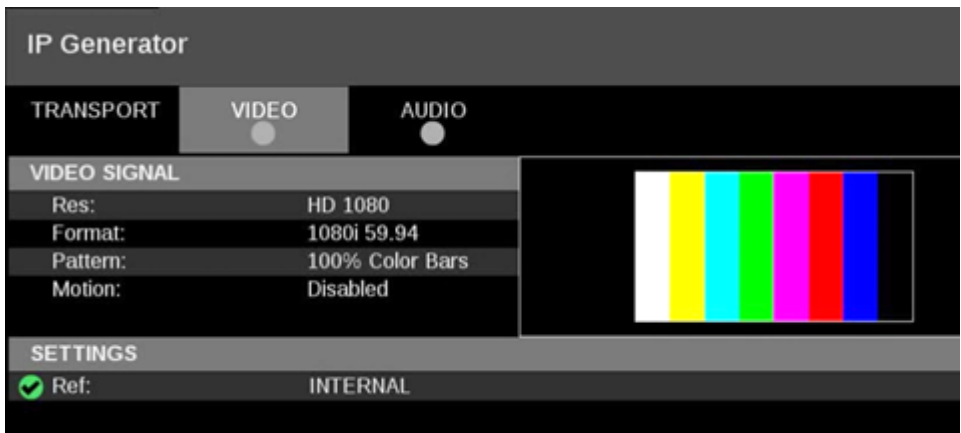 IP Generator
TRANSPORT VIDEO AUDIO
VIDEO SIGNAL
Res: HD 1080
Format: 1080i 59.94
Pattern: 100% Color Bars
Motion: Disabled
SETTINGS
Ref: INTERNAL